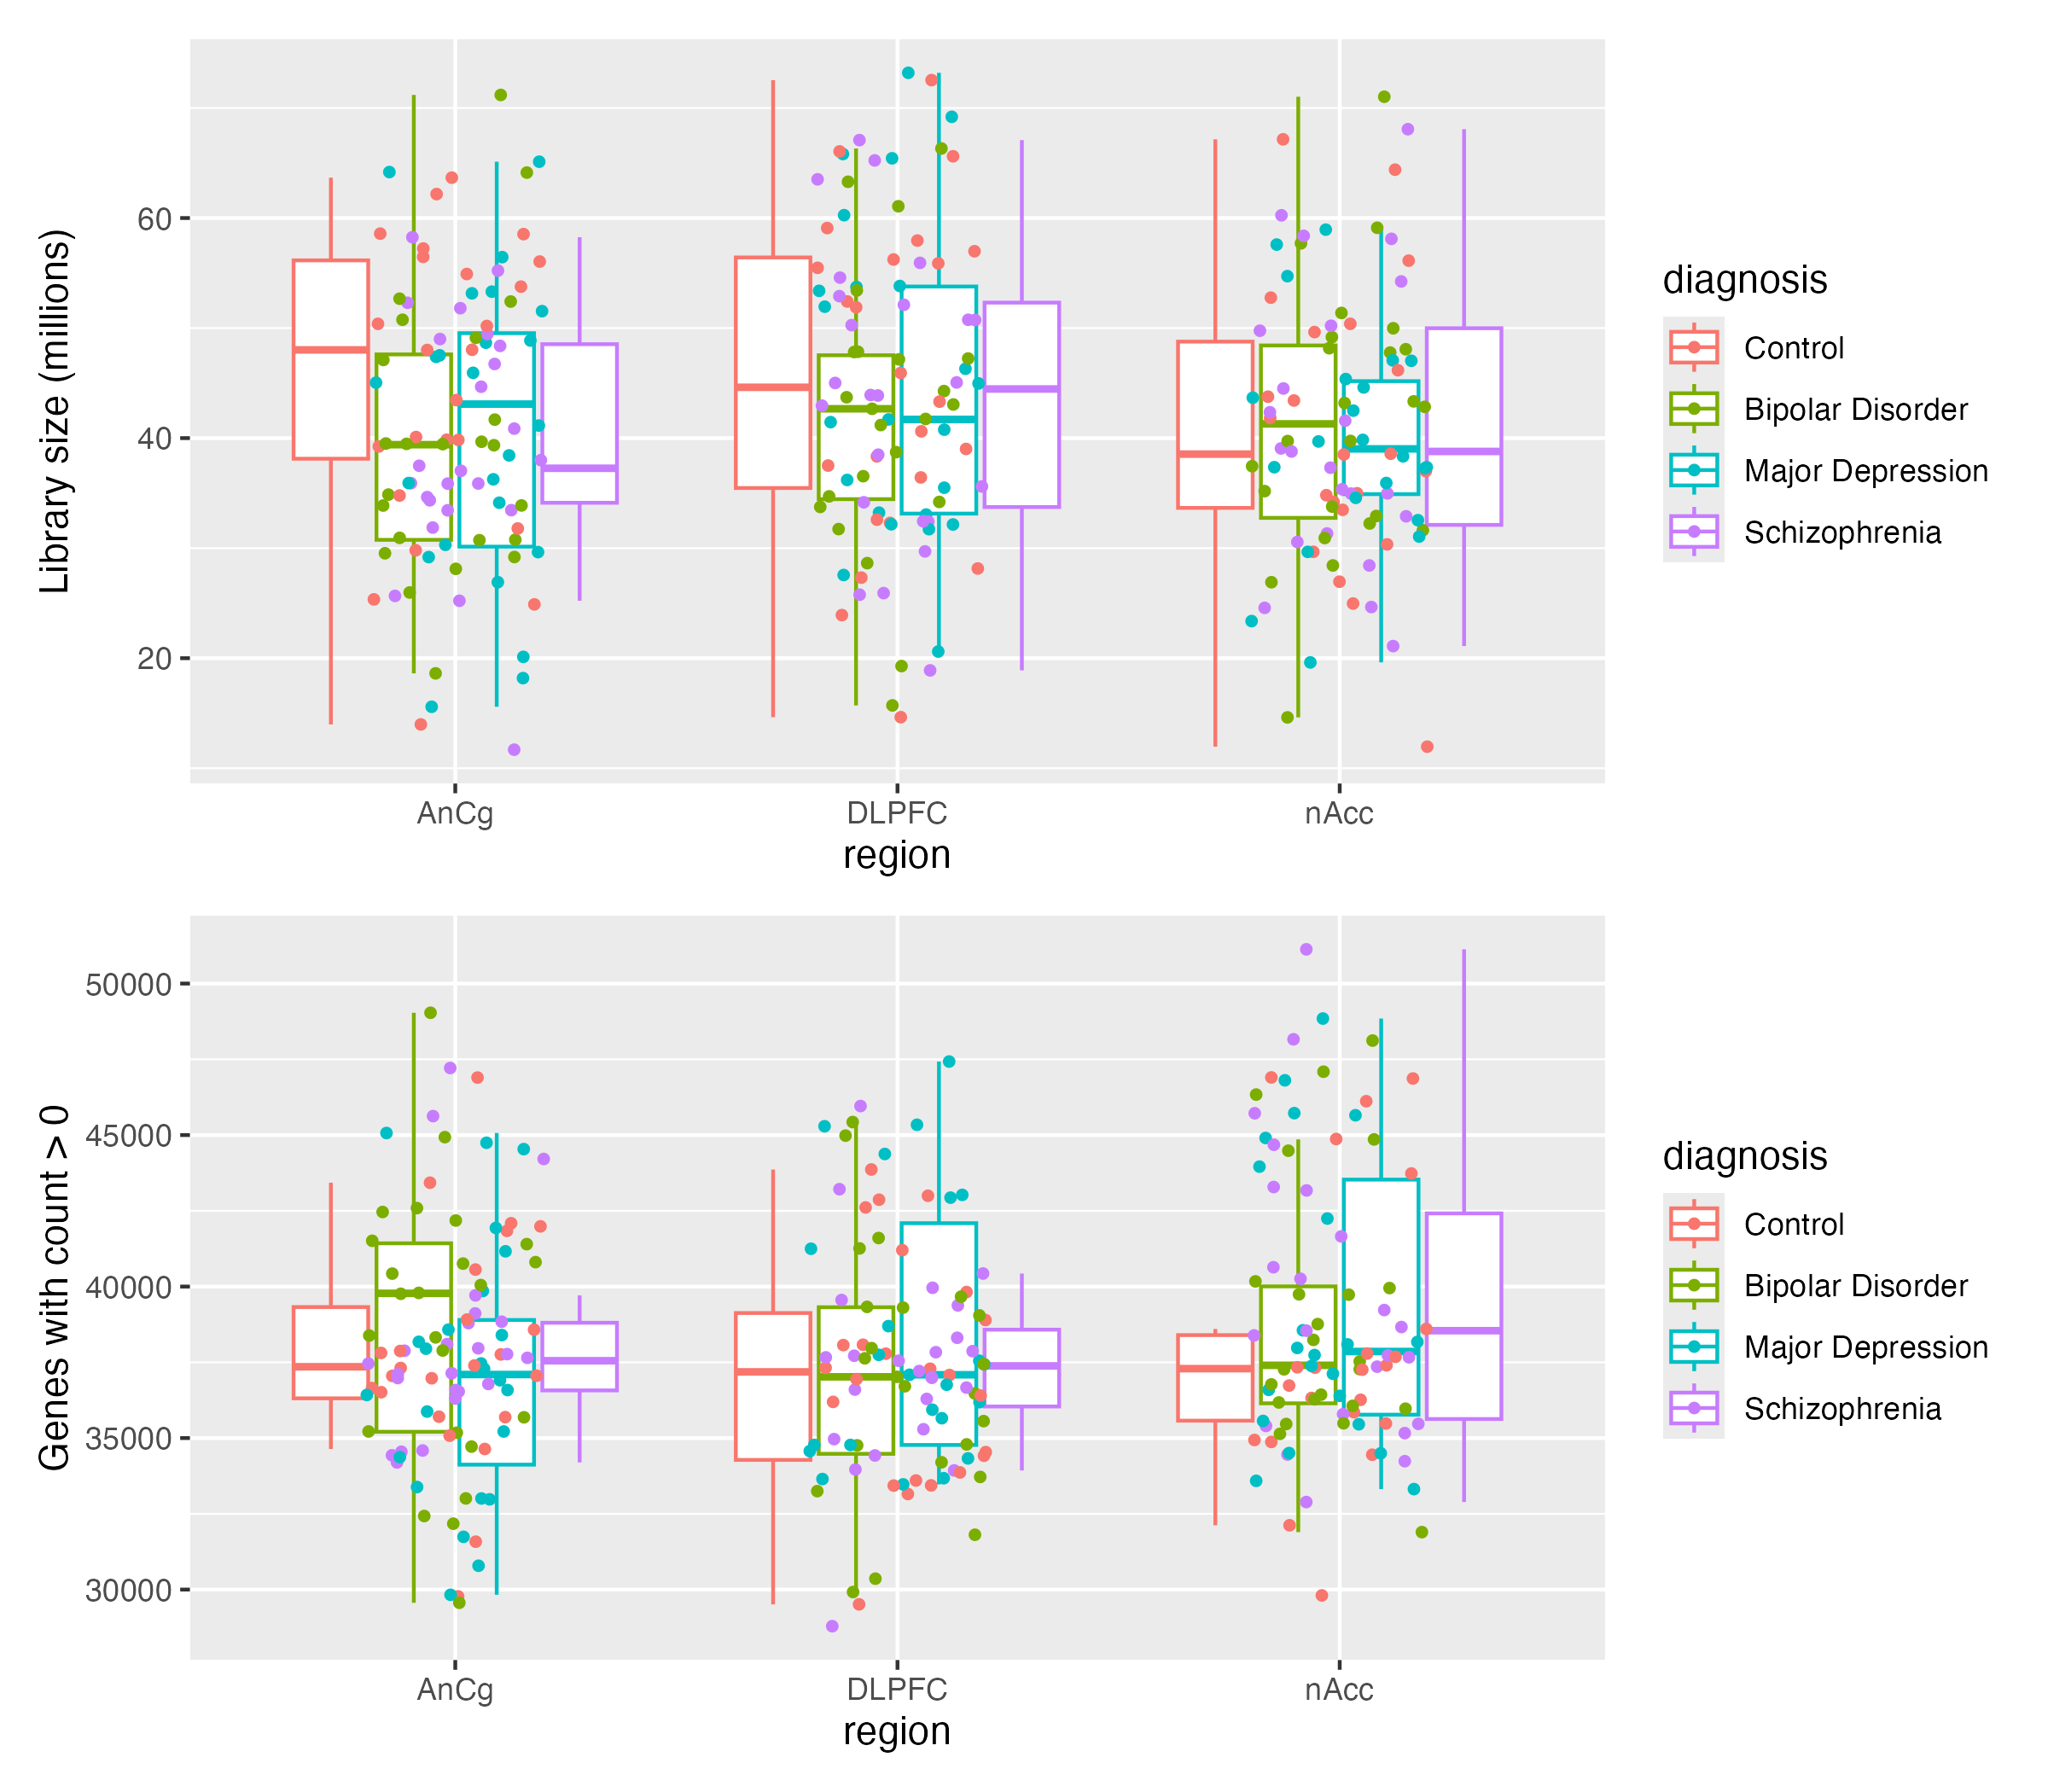 Library size (millions)
60
40
20
AnCg
DLPFC
nAcc
region
diagnosis
Control
Bipolar Disorder
Major Depression
Schizophrenia
Genes with count > 0
50000
45000
40000
35000
30000
AnCg
DLPFC
nAcc
region
diagnosis
Control
Bipolar Disorder
Major Depression
Schizophrenia